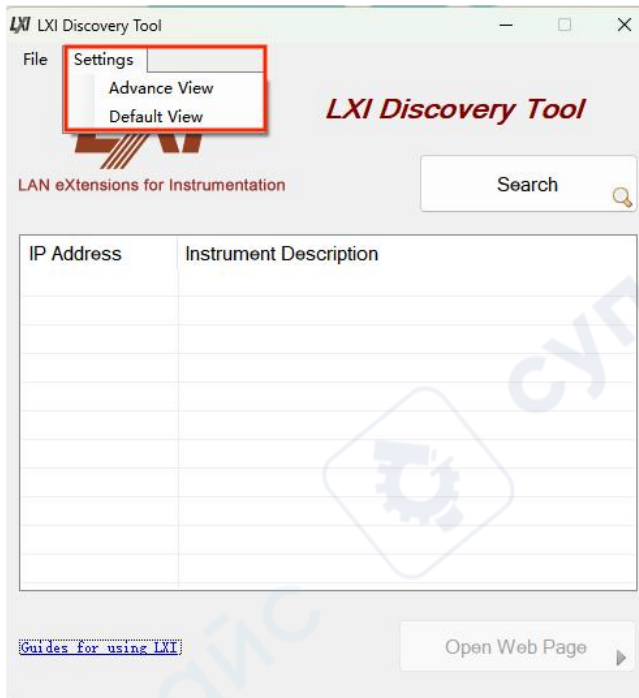 LXI LXI Discovery Tool
File Settings
Advance View
Default View
LXI Discovery Tool
LAN eXtensions for Instrumentation
Search
IP Address Instrument Description
Guides for using LXI
Open Web Page